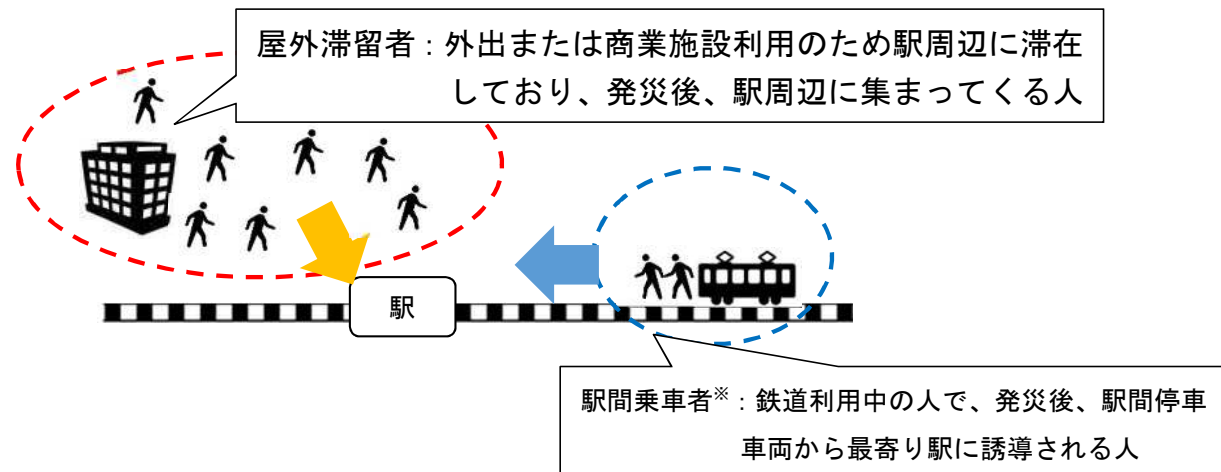 屋外滞留者：外出または商業施設利用のため駅周辺に滞在
しており、発災後、駅周辺に集まってくる人
駅
駅間乗車者※：鉄道利用中の人で、発災後、駅間停車
車両から最寄り駅に誘導される人